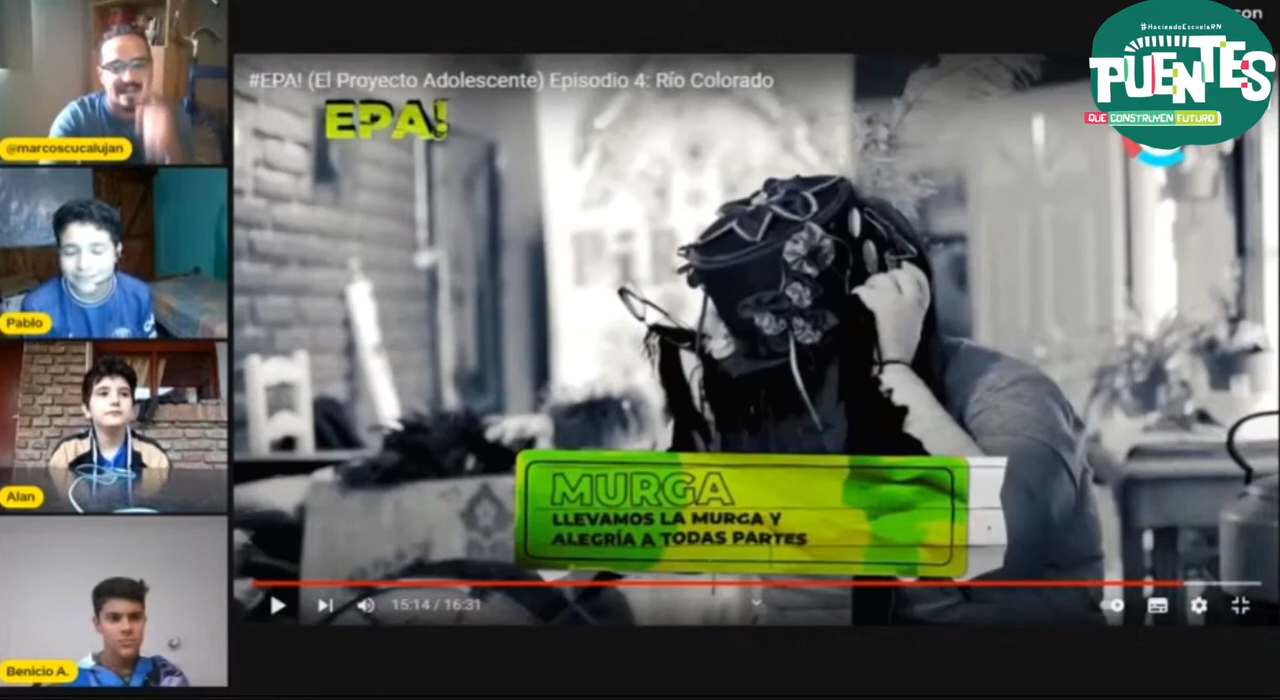 #EPA! (El Proyecto Adolescente) Episodio 4: Río Colorado
EPA!
#HaciendoEscuelaRN
PUENTES
QUE CONSTRUYEN FUTURO
@marcoscucalujan
Pablo
Alan
Benicio A.
MURGA
LLEVAMOS LA MURGA Y
ALEGRÍA A TODAS PARTES
15:14 / 16:31